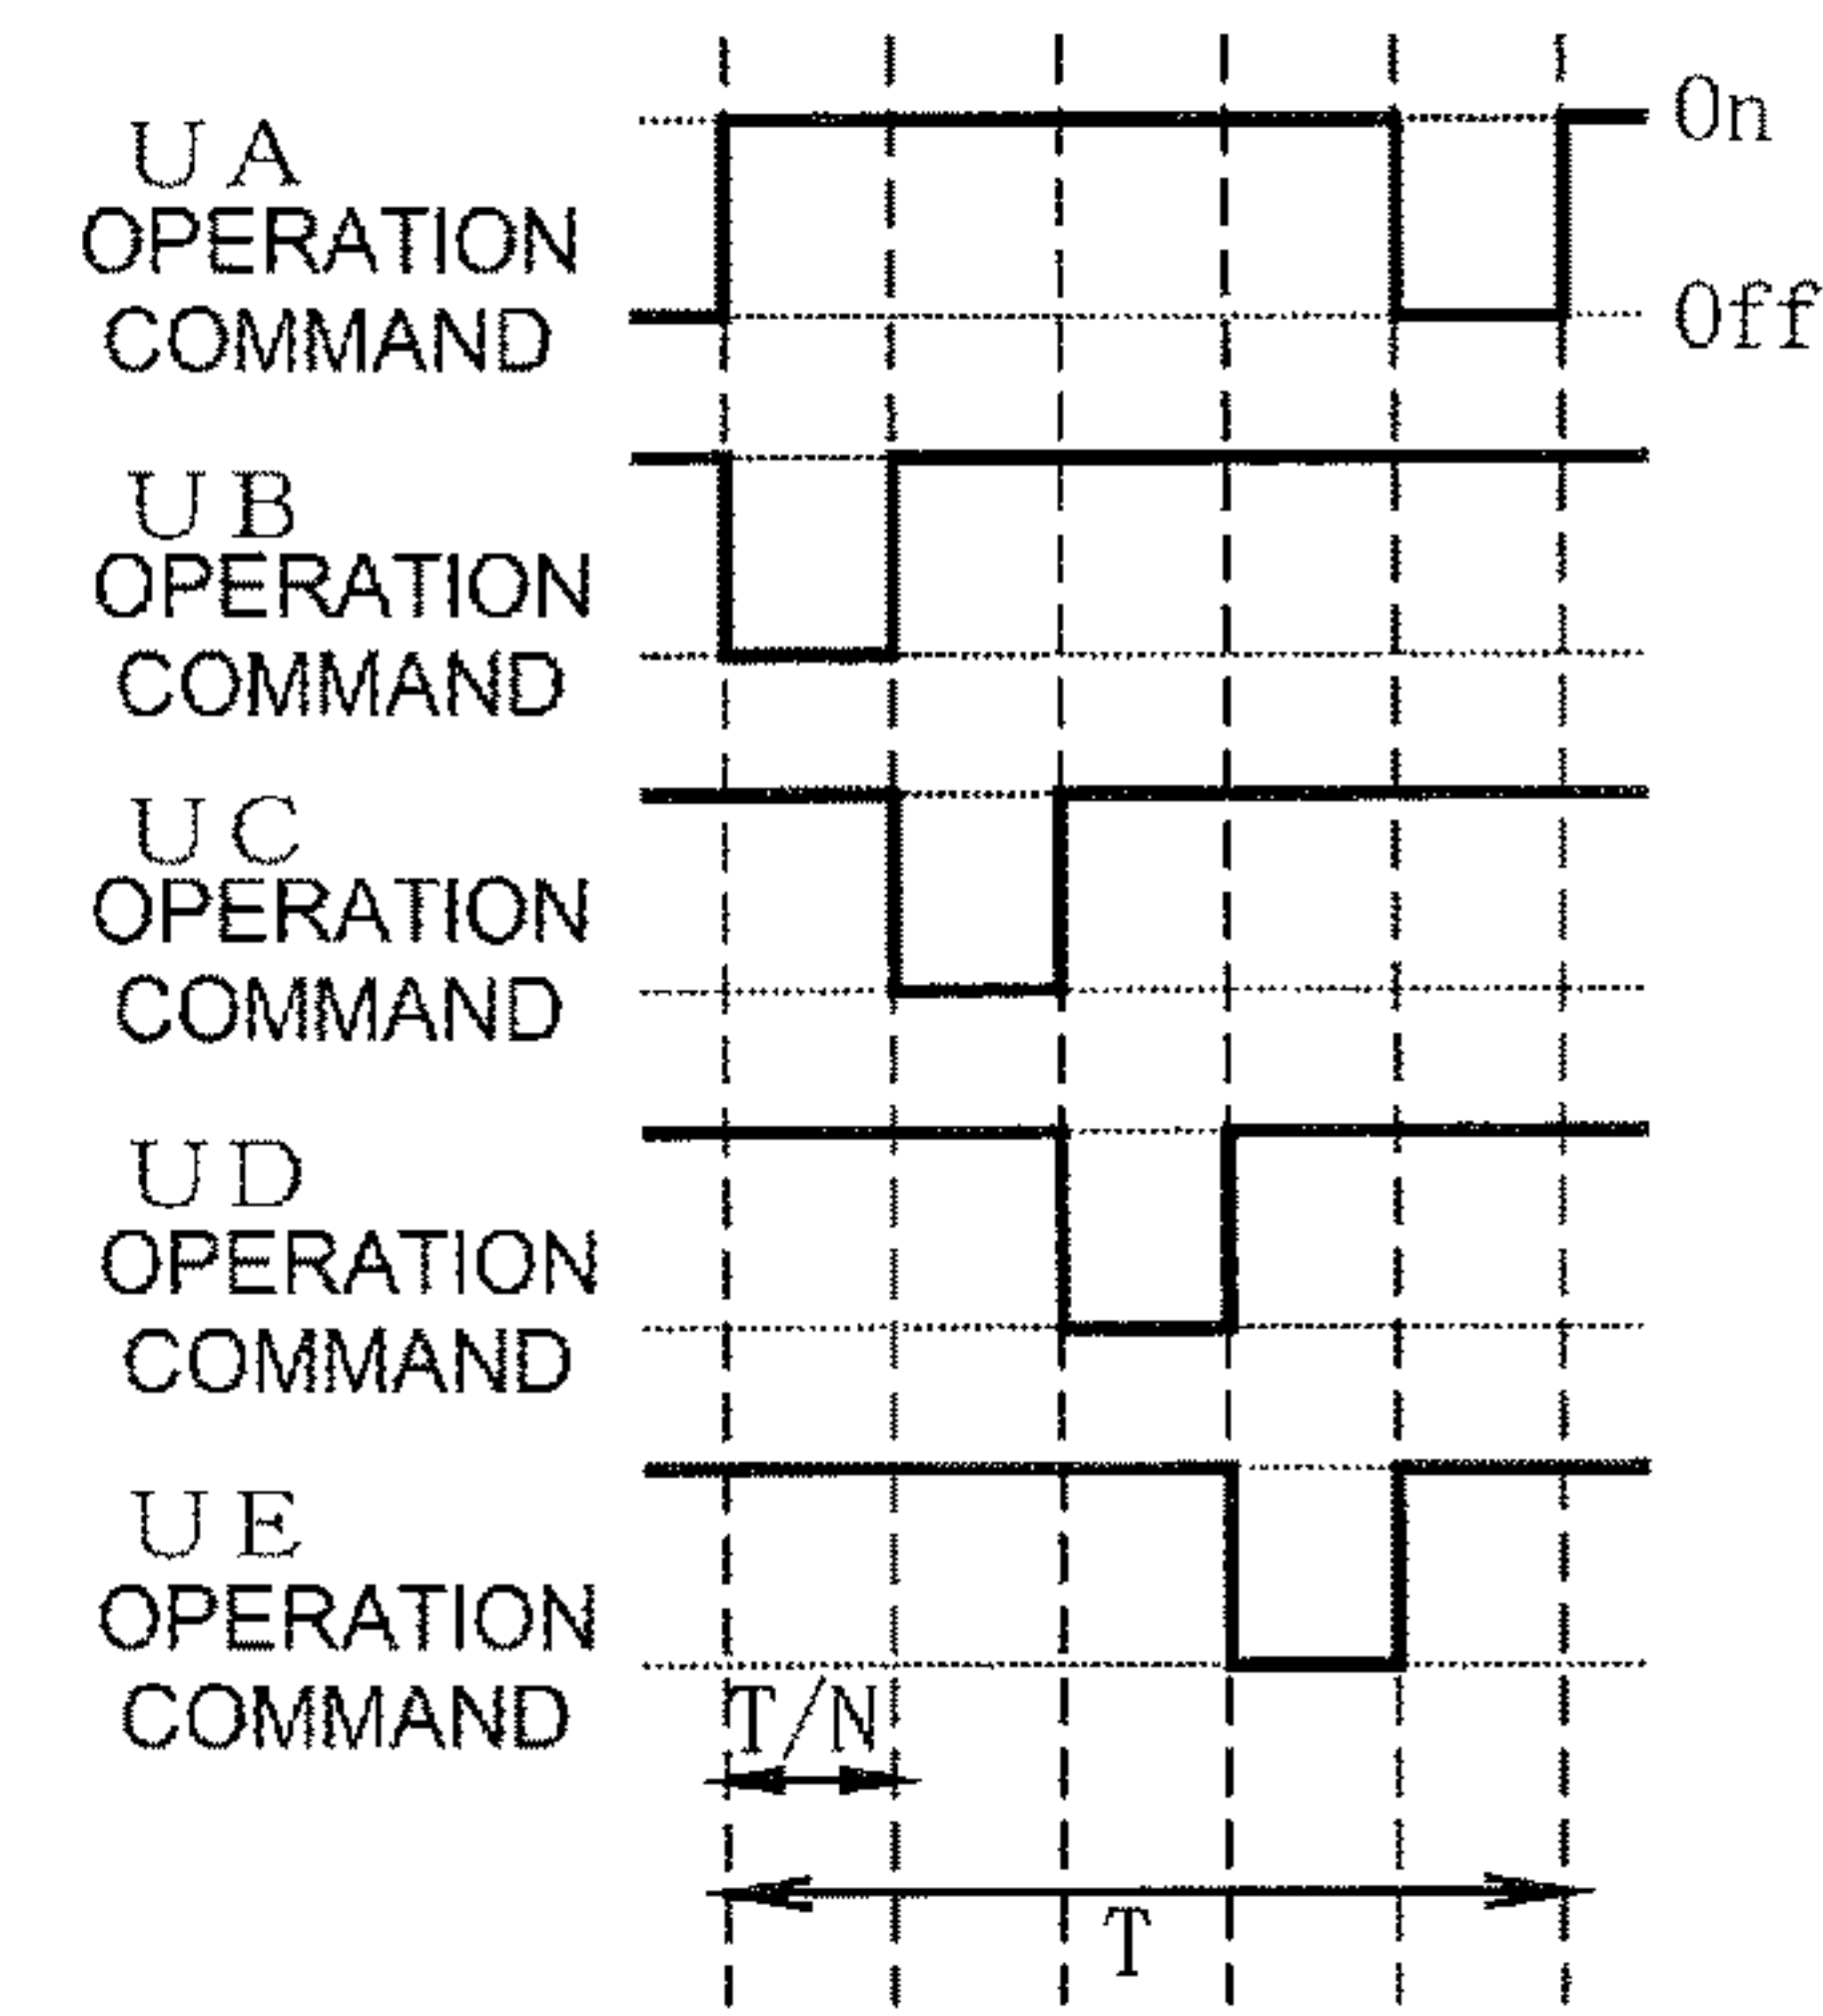 UA
OPERATION
COMMAND
On
Off
UB
OPERATION
COMMAND
UC
OPERATION
COMMAND
UD
OPERATION
COMMAND
UE
OPERATION
COMMAND
T/N
T